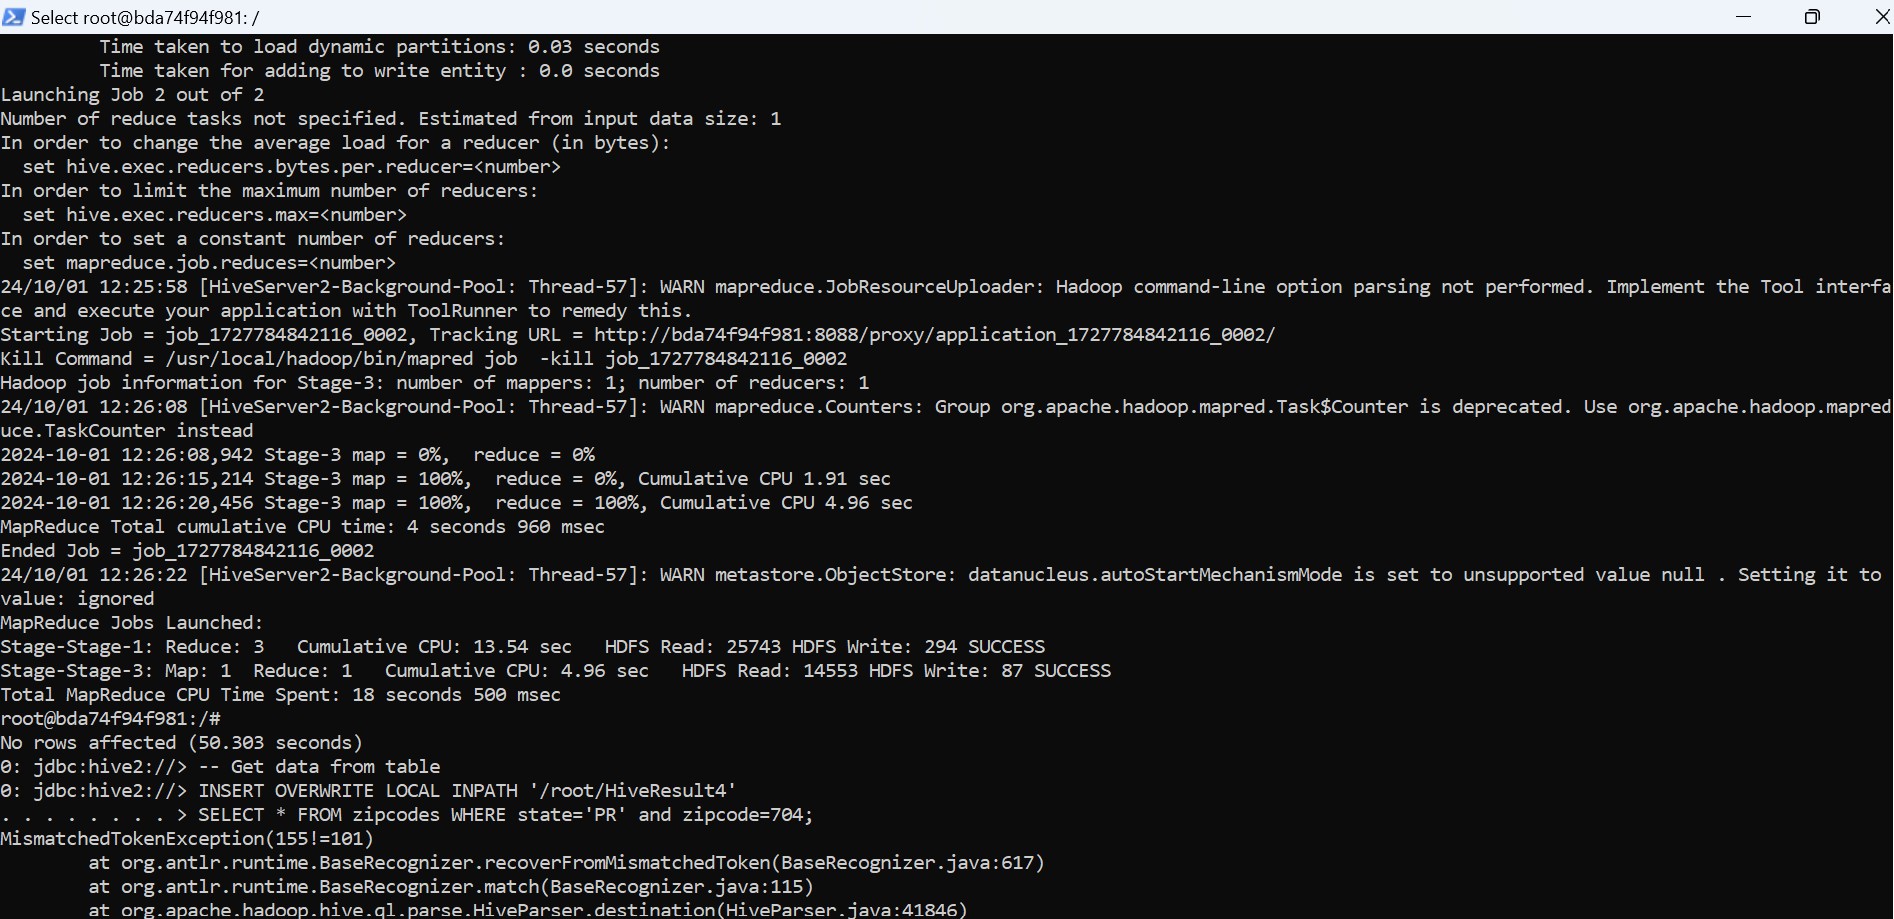 Select root@bda74f94f981: /
        Time taken to load dynamic partitions: 0.03 seconds
        Time taken for adding to write entity : 0.0 seconds
Launching Job 2 out of 2
Number of reduce tasks not specified. Estimated from input data size: 1
In order to change the average load for a reducer (in bytes):
  set hive.exec.reducers.bytes.per.reducer=<number>
In order to limit the maximum number of reducers:
  set hive.exec.reducers.max=<number>
In order to set a constant number of reducers:
  set mapreduce.job.reduces=<number>
24/10/01 12:25:58 [HiveServer2-Background-Pool: Thread-57]: WARN mapreduce.JobResourceUploader: Hadoop command-line option parsing not performed. Implement the Tool interfa
ce and execute your application with ToolRunner to remedy this.
Starting Job = job_1727784842116_0002, Tracking URL = http://bda74f94f981:8088/proxy/application_1727784842116_0002/
Kill Command = /usr/local/hadoop/bin/mapred job  -kill job_1727784842116_0002
Hadoop job information for Stage-3: number of mappers: 1; number of reducers: 1
24/10/01 12:26:08 [HiveServer2-Background-Pool: Thread-57]: WARN mapreduce.Counters: Group org.apache.hadoop.mapred.Task$Counter is deprecated. Use org.apache.hadoop.mapred
uce.TaskCounter instead
2024-10-01 12:26:08,942 Stage-3 map = 0%,  reduce = 0%
2024-10-01 12:26:15,214 Stage-3 map = 100%,  reduce = 0%, Cumulative CPU 1.91 sec
2024-10-01 12:26:20,456 Stage-3 map = 100%,  reduce = 100%, Cumulative CPU 4.96 sec
MapReduce Total cumulative CPU time: 4 seconds 960 msec
Ended Job = job_1727784842116_0002
24/10/01 12:26:22 [HiveServer2-Background-Pool: Thread-57]: WARN metastore.ObjectStore: datanucleus.autoStartMechanismMode is set to unsupported value null . Setting it to
value: ignored
MapReduce Jobs Launched:
Stage-Stage-1: Reduce: 3   Cumulative CPU: 13.54 sec   HDFS Read: 25743 HDFS Write: 294 SUCCESS
Stage-Stage-3: Map: 1  Reduce: 1   Cumulative CPU: 4.96 sec   HDFS Read: 14553 HDFS Write: 87 SUCCESS
Total MapReduce CPU Time Spent: 18 seconds 500 msec
root@bda74f94f981:/#
No rows affected (50.303 seconds)
0: jdbc:hive2://> -- Get data from table
0: jdbc:hive2://> INSERT OVERWRITE LOCAL INPATH '/root/HiveResult4'
. . . . . . . . > SELECT * FROM zipcodes WHERE state='PR' and zipcode=704;
MismatchedTokenException(155!=101)
        at org.antlr.runtime.BaseRecognizer.recoverFromMismatchedToken(BaseRecognizer.java:617)
        at org.antlr.runtime.BaseRecognizer.match(BaseRecognizer.java:115)
        at org.apache.hadoop.hive.ql.parse.HiveParser.destination(HiveParser.java:41846)